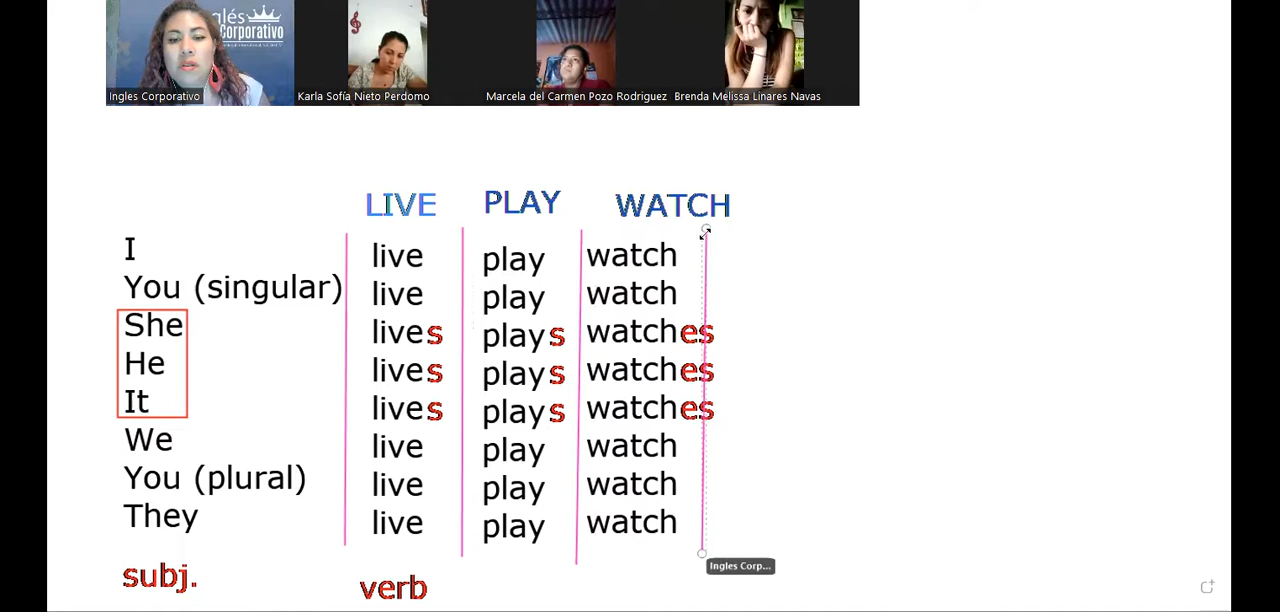 Inglés
Corporativo
Ingles Corporativo
Karla Sofía Nieto Perdomo
Marcela del Carmen Pozo Rodriguez
Brenda Melissa Linares Navas
LIVE PLAY WATCH
I live play watch
You (singular) live play watch
She lives plays watches
He lives plays watches
It lives plays watches
We live play watch
You (plural) live play watch
They live play watch
Ingles Corp...
subj. verb